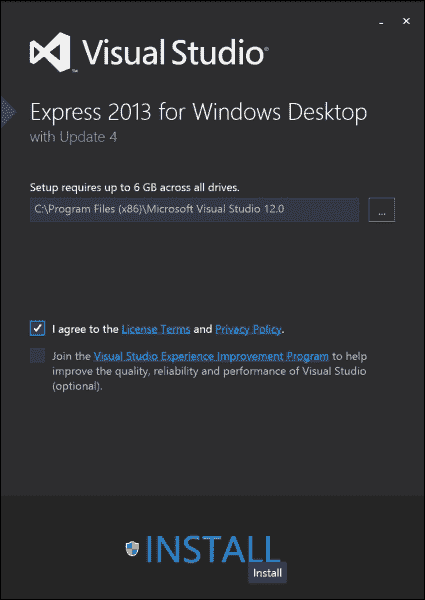 Visual Studio®
Express 2013 for Windows Desktop
with Update 4
Setup requires up to 6 GB across all drives.
C:\Program Files (x86)\Microsoft Visual Studio 12.0
...
I agree to the License Terms and Privacy Policy.
Join the Visual Studio Experience Improvement Program to help
improve the quality, reliability and performance of Visual Studio
(optional).
INSTALL
Install